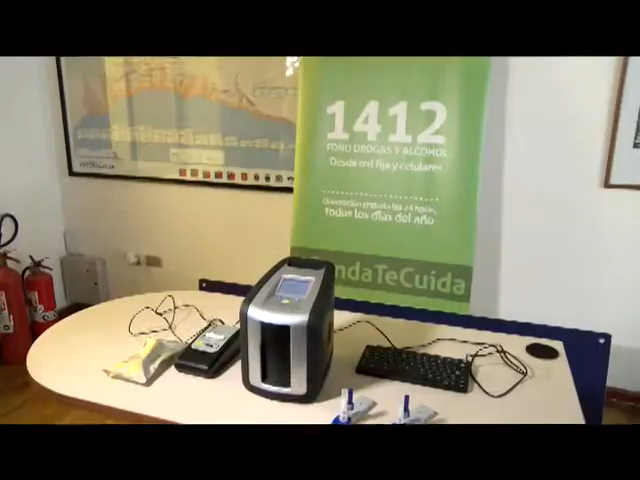 1412
FONO DROGAS Y ALCOHOL
Desde red fija y celulares
Orientación gratuita las 24 horas,
todos los días del año
ndaTeCuida